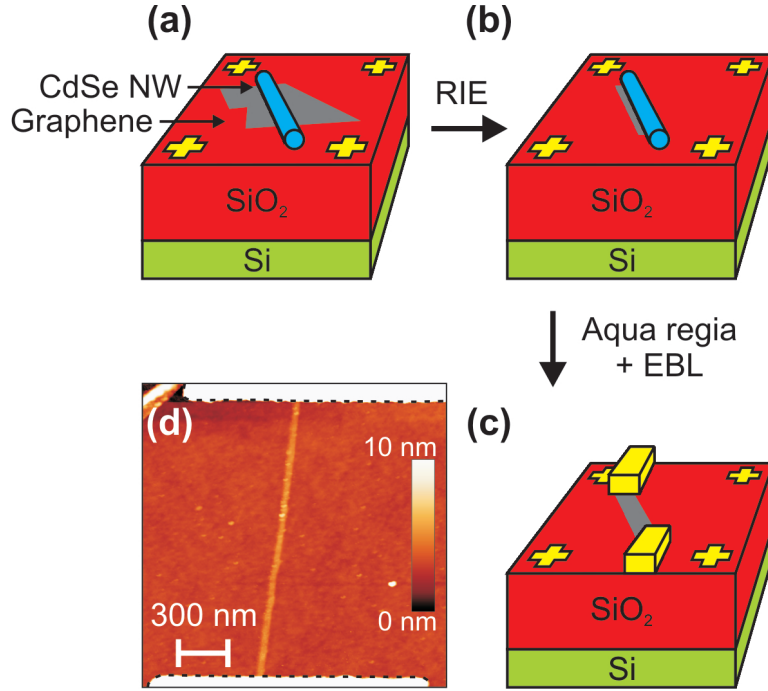 (a)
CdSe NW
Graphene
SiO₂
Si
RIE
(b)
SiO₂
Si
Aqua regia
+ EBL
(c)
SiO₂
Si
(d)
10 nm
0 nm
300 nm